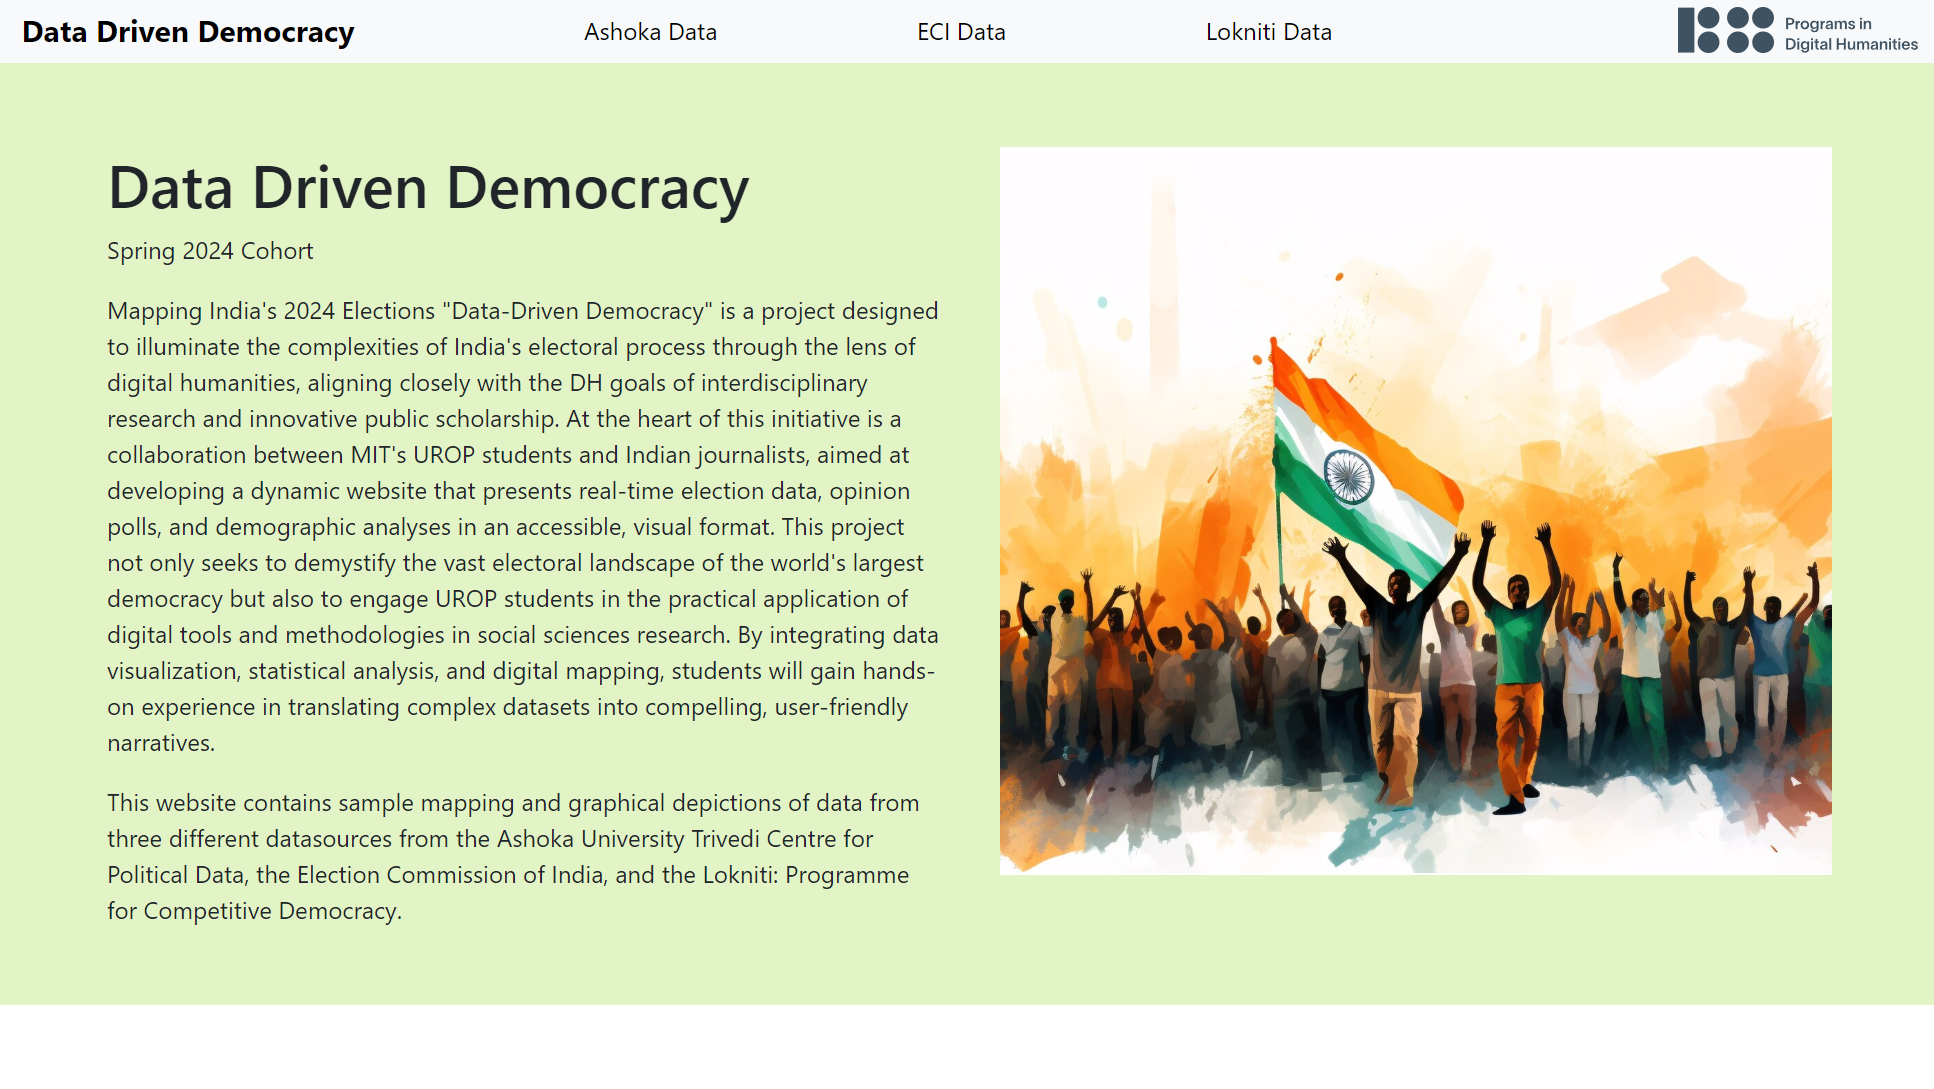 Data Driven Democracy
Ashoka Data
ECI Data
Lokniti Data
Programs in
Digital Humanities
Data Driven Democracy
Spring 2024 Cohort
Mapping India's 2024 Elections "Data-Driven Democracy" is a project designed
to illuminate the complexities of India's electoral process through the lens of
digital humanities, aligning closely with the DH goals of interdisciplinary
research and innovative public scholarship. At the heart of this initiative is a
collaboration between MIT's UROP students and Indian journalists, aimed at
developing a dynamic website that presents real-time election data, opinion
polls, and demographic analyses in an accessible, visual format. This project
not only seeks to demystify the vast electoral landscape of the world's largest
democracy but also to engage UROP students in the practical application of
digital tools and methodologies in social sciences research. By integrating data
visualization, statistical analysis, and digital mapping, students will gain hands-
on experience in translating complex datasets into compelling, user-friendly
narratives.
This website contains sample mapping and graphical depictions of data from
three different datasources from the Ashoka University Trivedi Centre for
Political Data, the Election Commission of India, and the Lokniti: Programme
for Competitive Democracy.